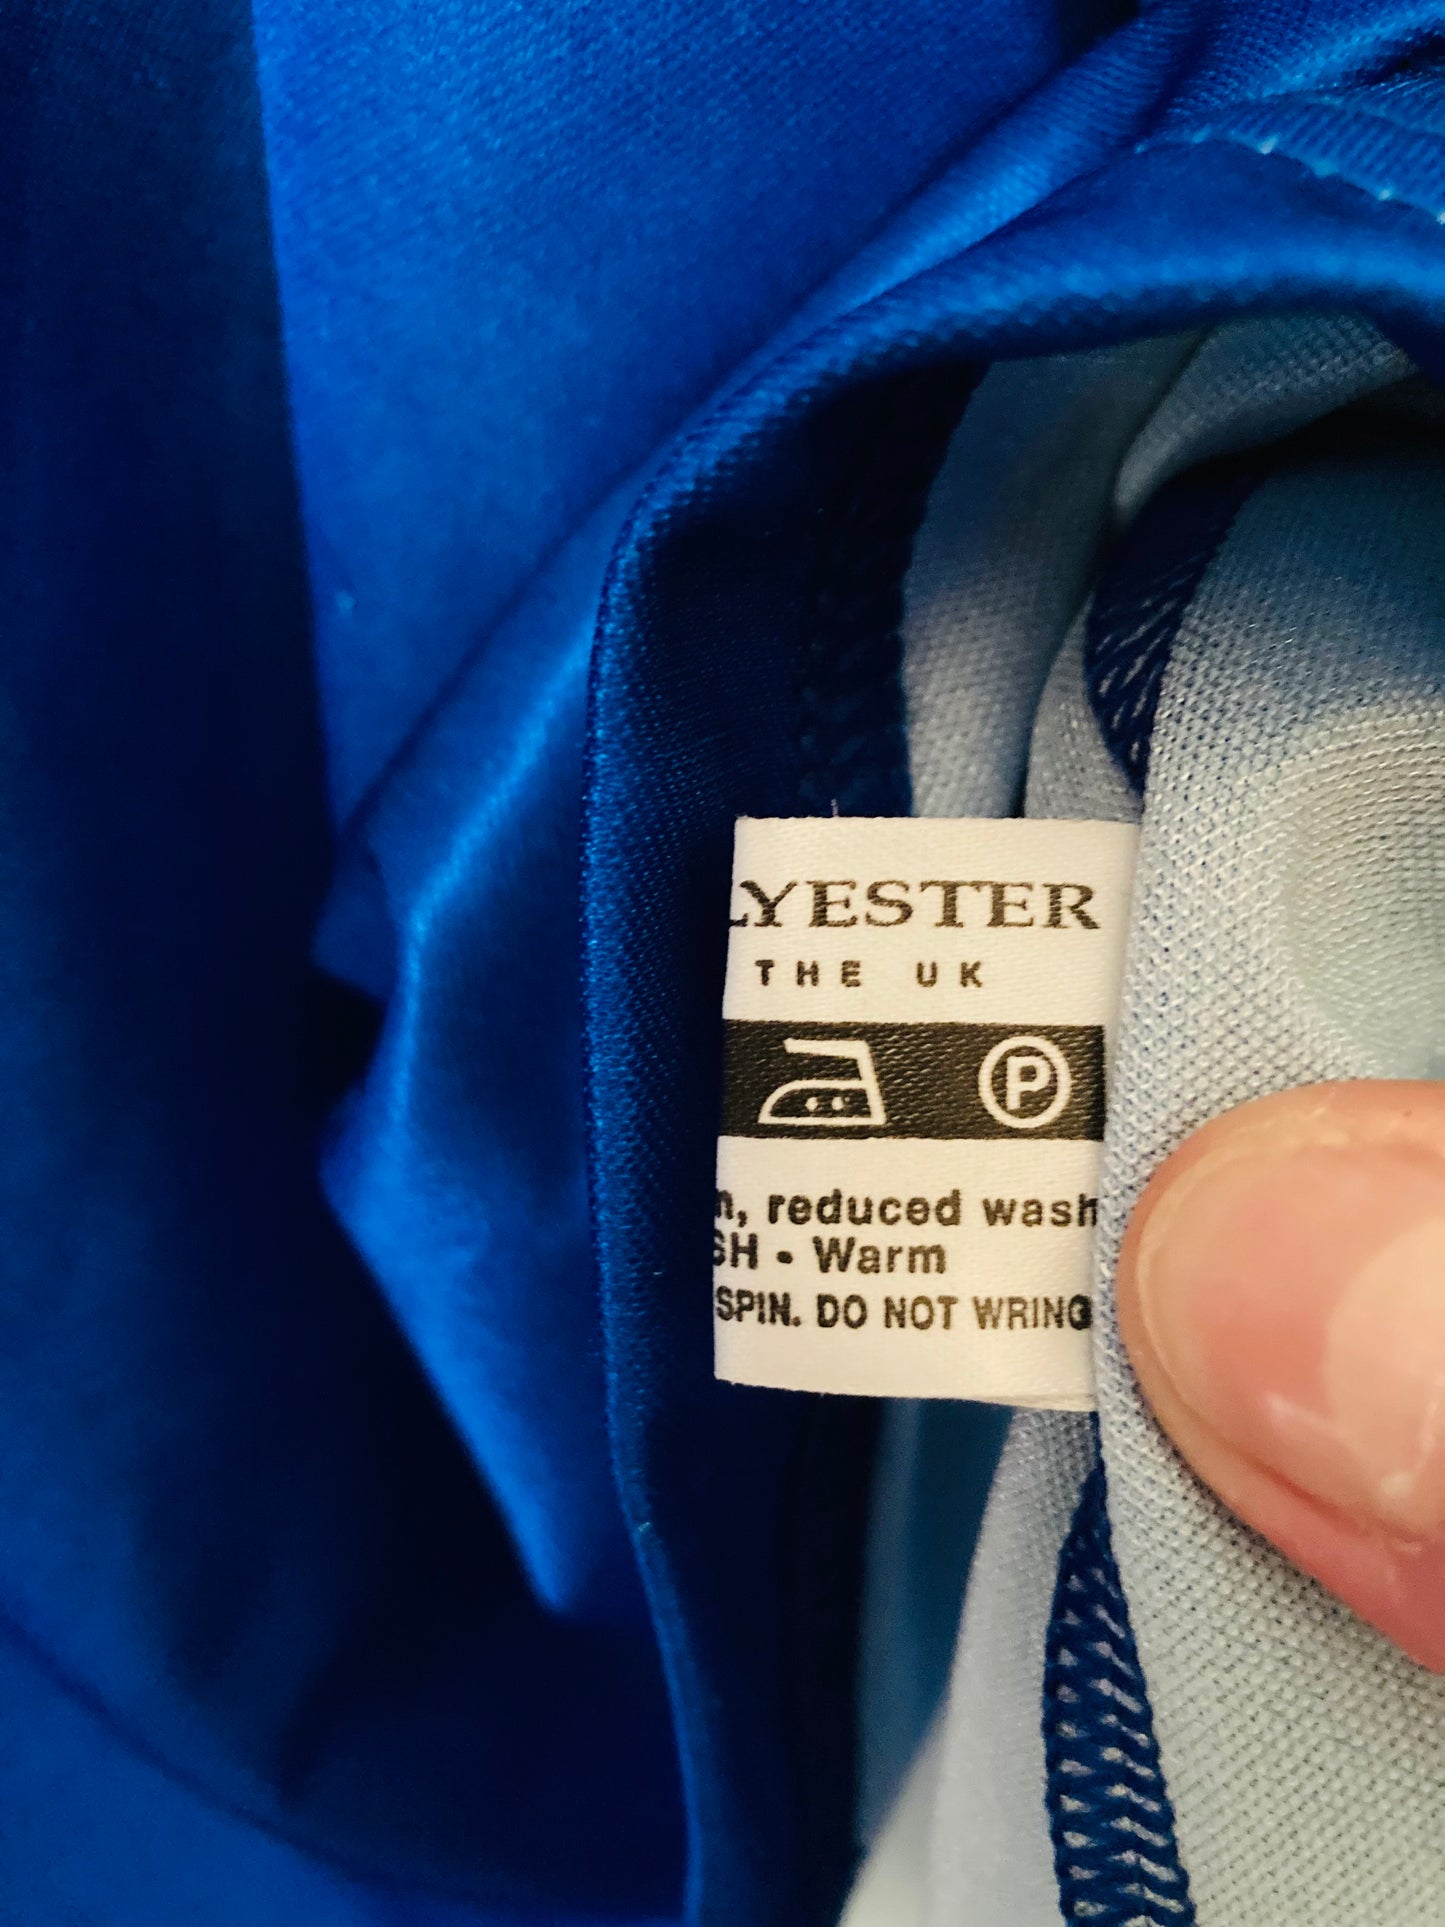 LYESTER
THE UK
P
n, reduced wash
SH - Warm
SPIN. DO NOT WRING